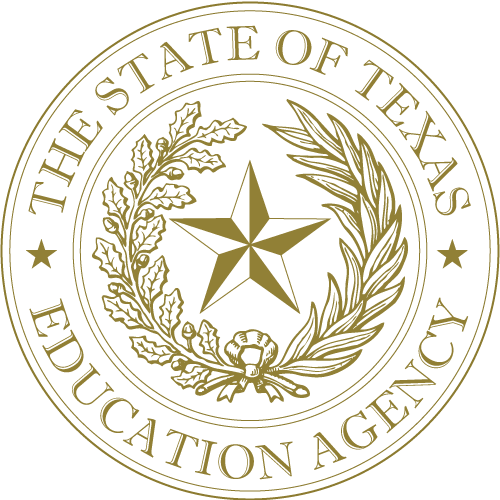 THE STATE OF TEXAS
EDUCATION AGENCY